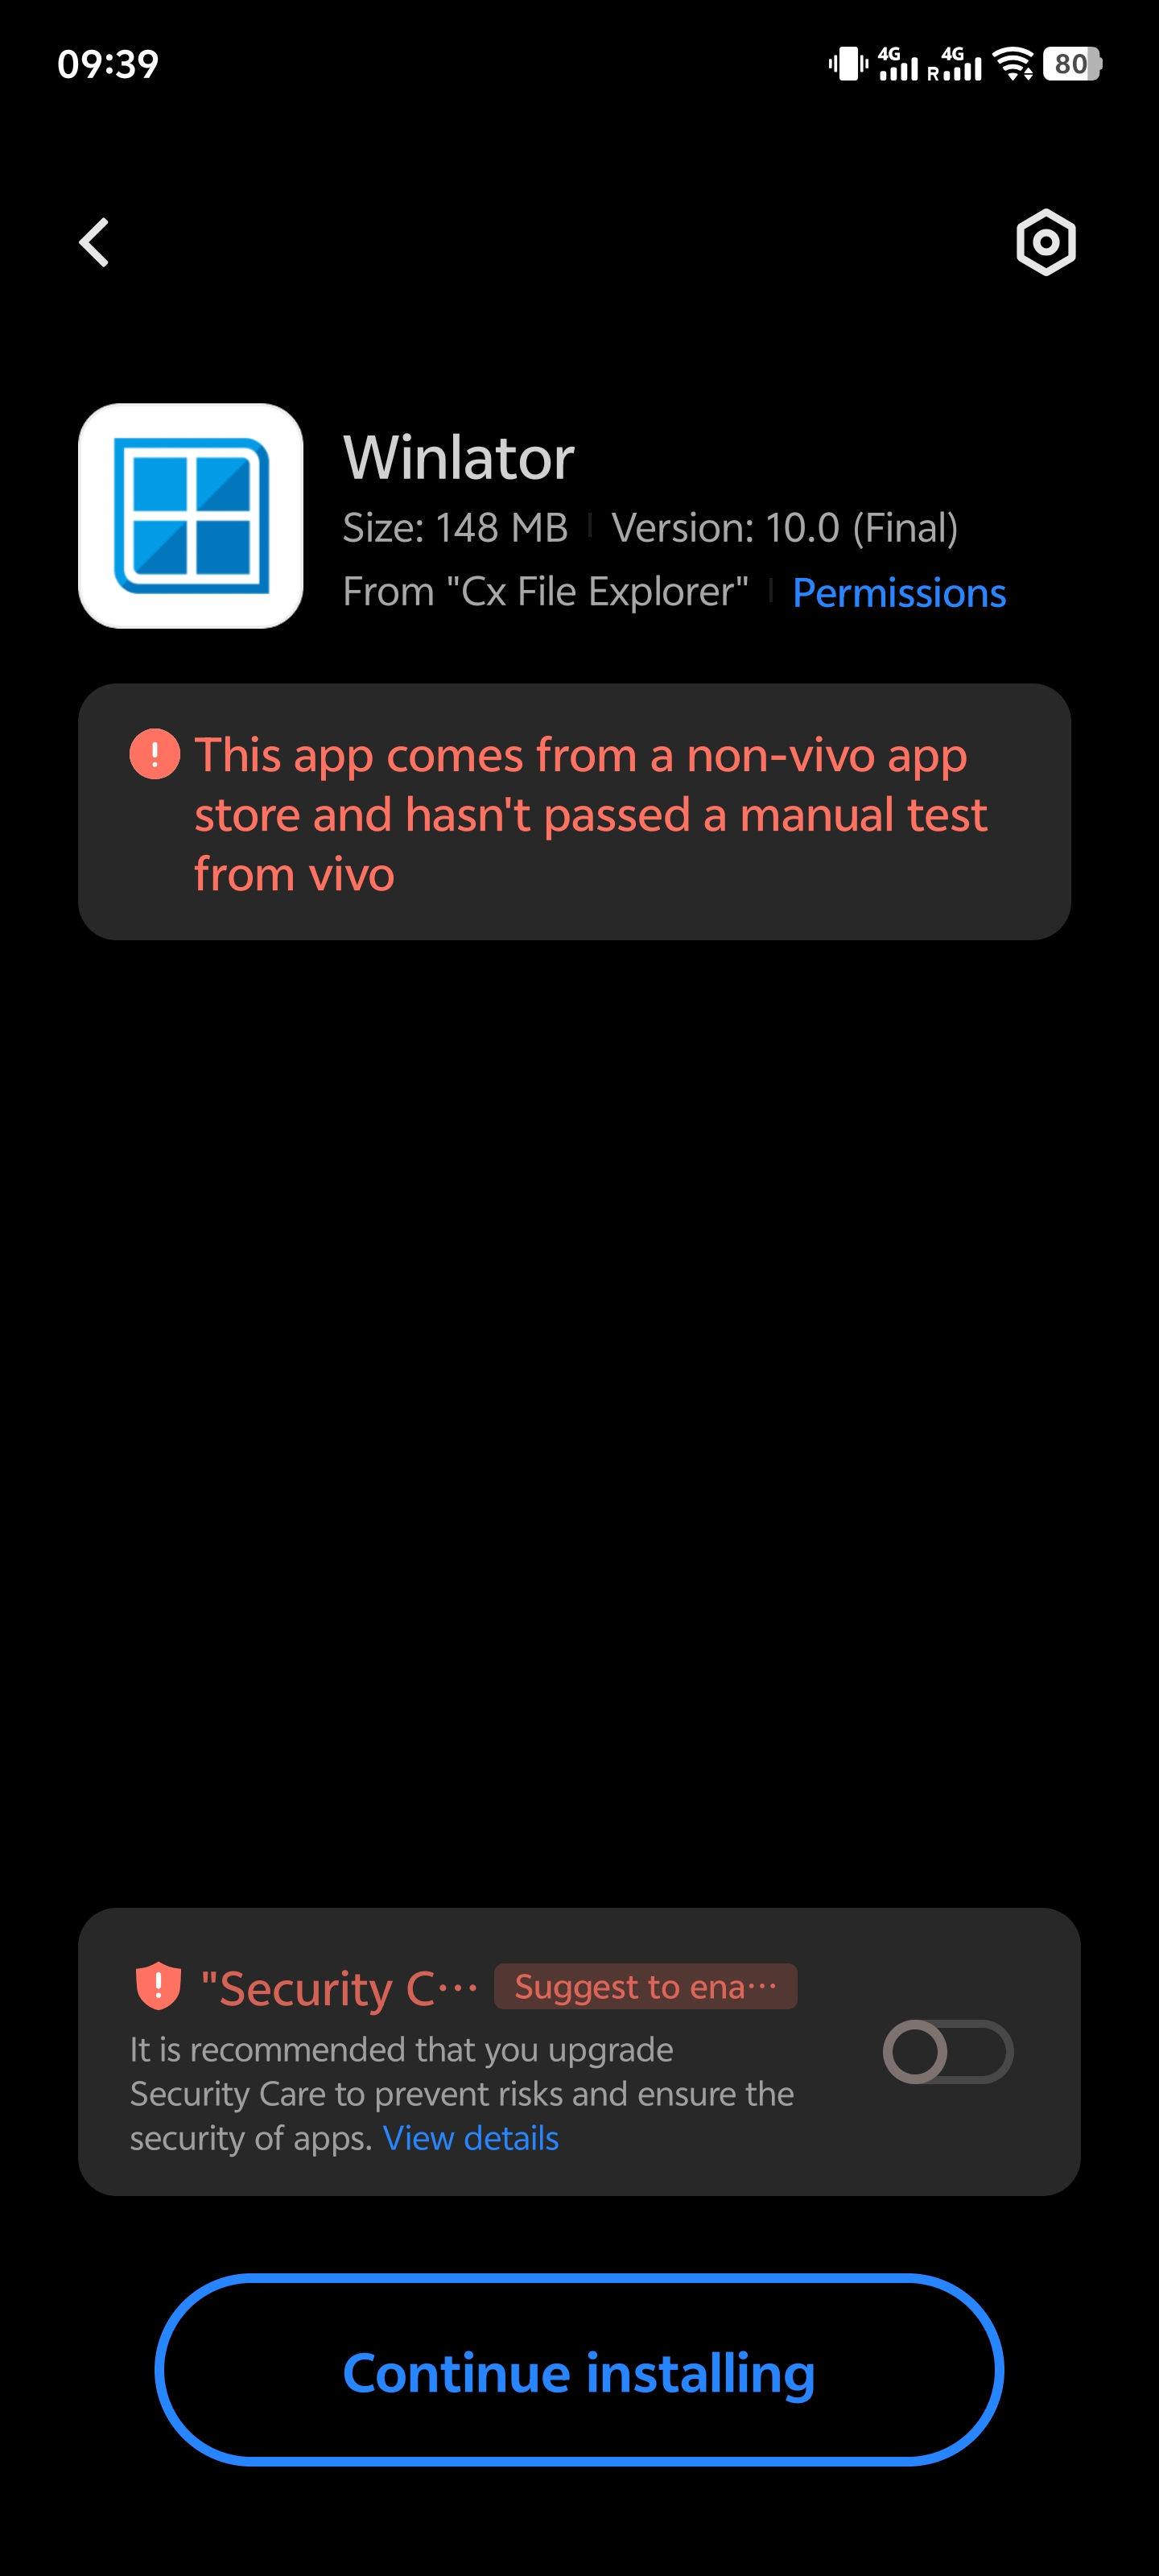 09:39
4G R 4G 80
Winlator
Size: 148 MB Version: 10.0 (Final)
From "Cx File Explorer" Permissions
This app comes from a non-vivo app
store and hasn't passed a manual test
from vivo
"Security C··· Suggest to ena···
It is recommended that you upgrade
Security Care to prevent risks and ensure the
security of apps. View details
Continue installing